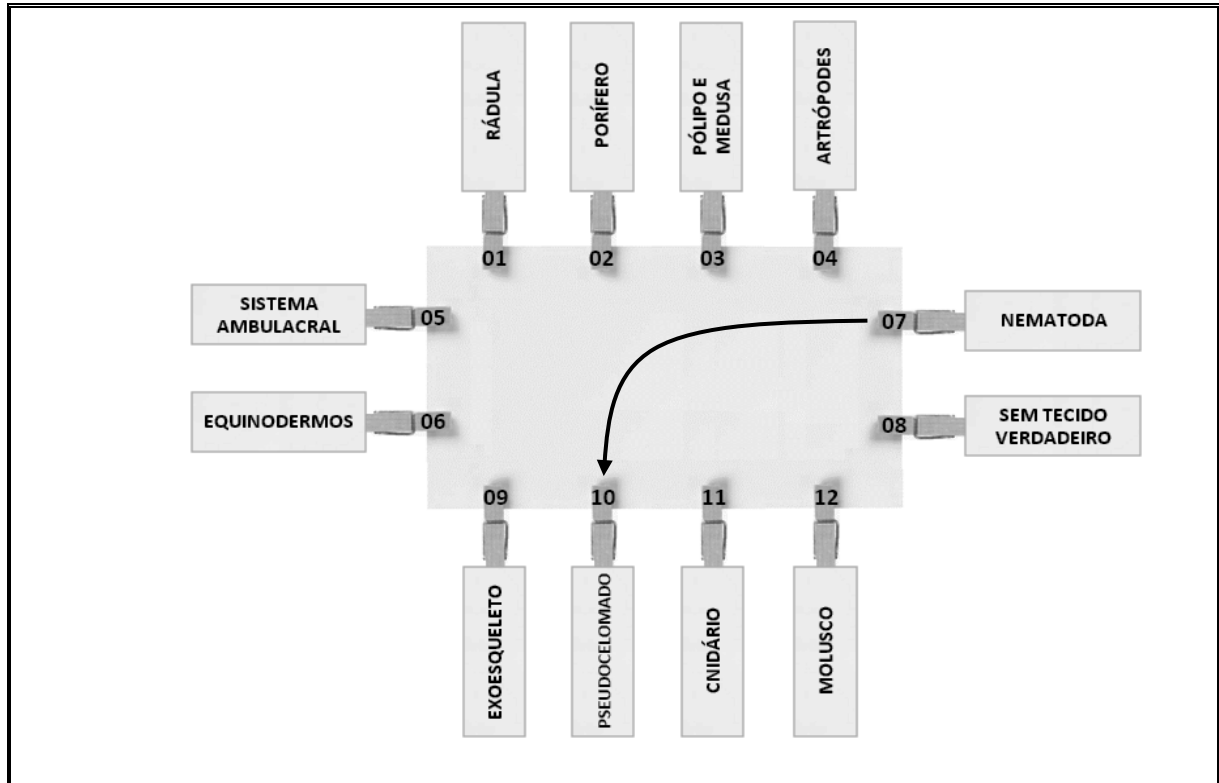 RÁDULA
PORÍFERO
PÓLIPO E
MEDUSA
ARTRÓPODES
01
02
03
04
SISTEMA
AMBULACRAL
05
07
NEMATODA
EQUINODERMOS
06
08
SEM TECIDO
VERDADEIRO
09
10
11
12
EXOESQUELETO
PSEUDOCELOMADO
CNIDÁRIO
MOLUSCO